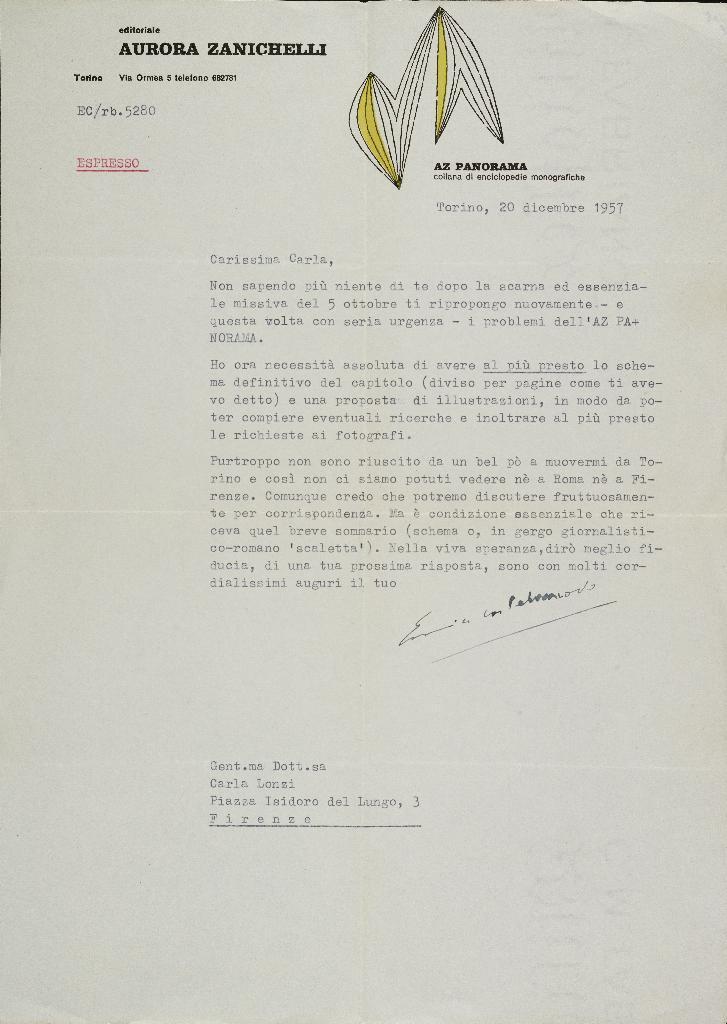 editoriale
AURORA ZANICHELLI
Torino Via Ormea 5 telefono 682781
EC/rb.5280
ESPRESSO
AZ PANORAMA
collana di enciclopedie monografiche
Torino, 20 dicembre 1957
Carissima Carla,
Non sapendo più niente di te dopo la scarna ed essenzia-
le missiva del 5 ottobre ti ripropongo nuovamente - e
questa volta con seria urgenza - i problemi dell'AZ PA+
NORAMA.
Ho ora necessità assoluta di avere al più presto lo sche-
ma definitivo del capitolo (diviso per pagine come ti ave-
vo detto) e una proposta di illustrazioni, in modo da po-
ter compiere eventuali ricerche e inoltrare al più presto
le richieste ai fotografi.
Purtroppo non sono riuscito da un bel pò a muovermi da To-
rino e così non ci siamo potuti vedere nè a Roma nè a Fi-
renze. Comunque credo che potremo discutere fruttuosamen-
te per corrispondenza. Ma è condizione essenziale che ri-
ceva quel breve sommario (schema o, in gergo giornalisti-
co-romano 'scaletta'). Nella viva speranza,dirò meglio fi-
ducia, di una tua prossima risposta, sono con molti cor-
dialissimi auguri il tuo
Gent.ma Dott.sa
Carla Lonzi
Piazza Isidoro del Lungo, 3
F i r e n z e